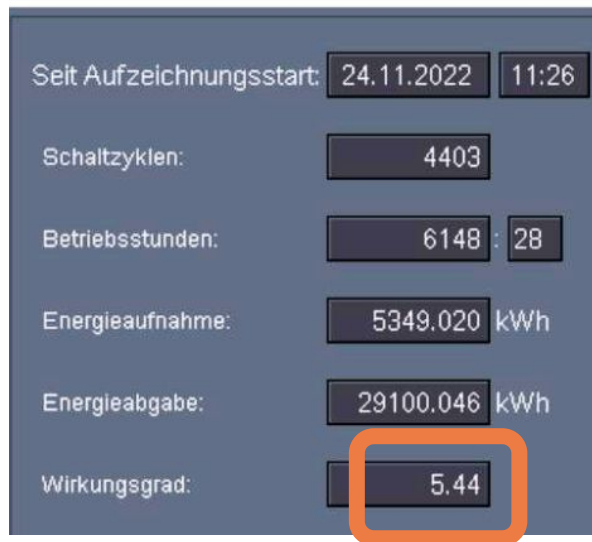 Seit Aufzeichnungsstart: 24.11.2022 11:26
Schaltzyklen: 4403
Betriebsstunden: 6148 : 28
Energieaufnahme: 5349.020 kWh
Energieabgabe: 29100.046 kWh
Wirkungsgrad: 5.44